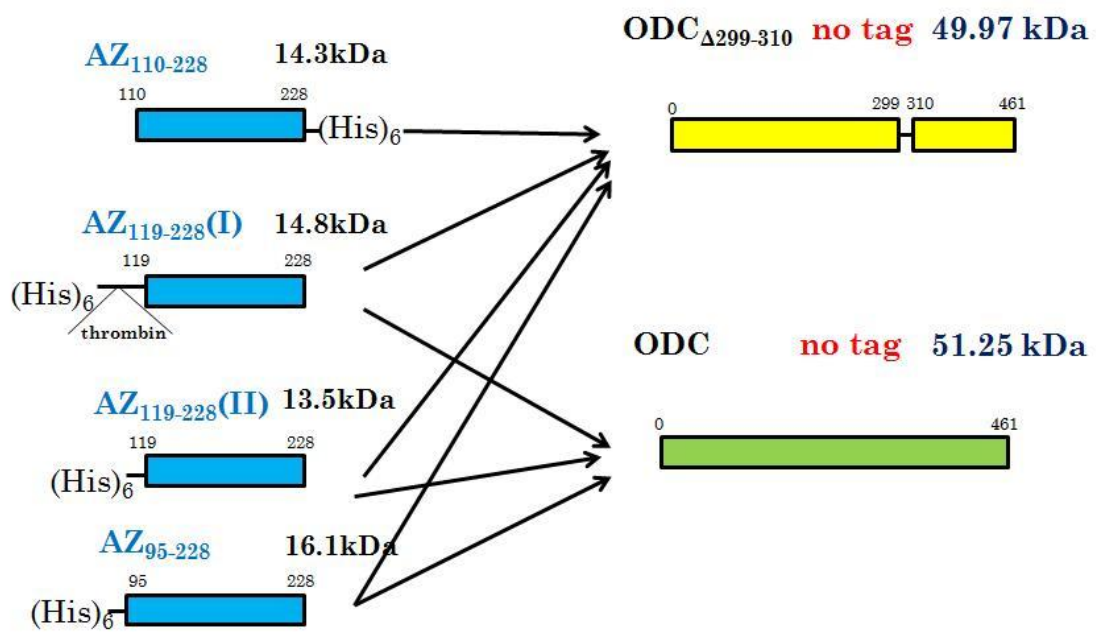 AZ110-228 14.3kDa
110 228
(His)6
AZ119-228(I) 14.8kDa
119 228
(His)6
thrombin
AZ119-228(II) 13.5kDa
119 228
(His)6
AZ95-228 16.1kDa
95 228
(His)6
ODCΔ299-310 no tag 49.97 kDa
0 299 310 461
ODC no tag 51.25 kDa
0 461